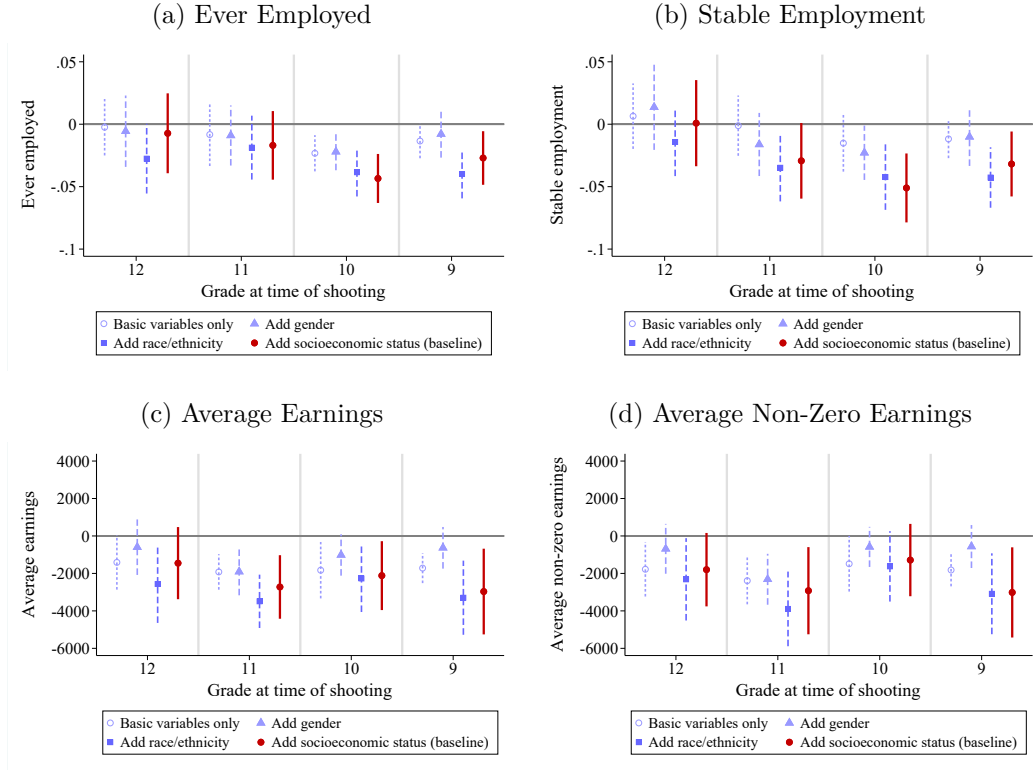 (a) Ever Employed
Ever employed
.05
0
-.05
-.1
12 11 10 9
Grade at time of shooting
Basic variables only Add gender
Add race/ethnicity Add socioeconomic status (baseline)
(b) Stable Employment
Stable employment
.05
0
-.05
-.1
12 11 10 9
Grade at time of shooting
Basic variables only Add gender
Add race/ethnicity Add socioeconomic status (baseline)
(c) Average Earnings
Average earnings
4000
2000
0
-2000
-4000
-6000
12 11 10 9
Grade at time of shooting
Basic variables only Add gender
Add race/ethnicity Add socioeconomic status (baseline)
(d) Average Non-Zero Earnings
Average non-zero earnings
4000
2000
0
-2000
-4000
-6000
12 11 10 9
Grade at time of shooting
Basic variables only Add gender
Add race/ethnicity Add socioeconomic status (baseline)